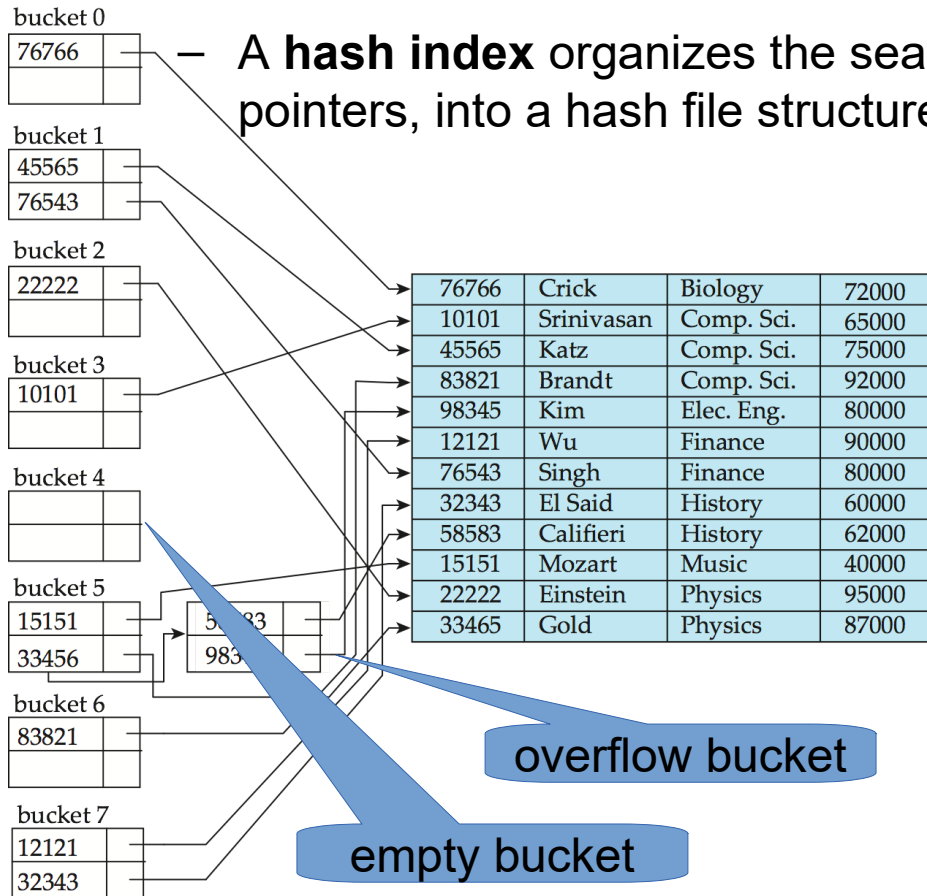 bucket 0
76766
– A hash index organizes the sea
pointers, into a hash file structure
bucket 1
45565
76543
bucket 2
22222
bucket 3
10101
bucket 4
bucket 5
15151
33456
bucket 6
83821
bucket 7
12121
32343
76766 Crick Biology 72000
10101 Srinivasan Comp. Sci. 65000
45565 Katz Comp. Sci. 75000
83821 Brandt Comp. Sci. 92000
98345 Kim Elec. Eng. 80000
12121 Wu Finance 90000
76543 Singh Finance 80000
32343 El Said History 60000
58583 Califieri History 62000
15151 Mozart Music 40000
22222 Einstein Physics 95000
33465 Gold Physics 87000
overflow bucket
empty bucket